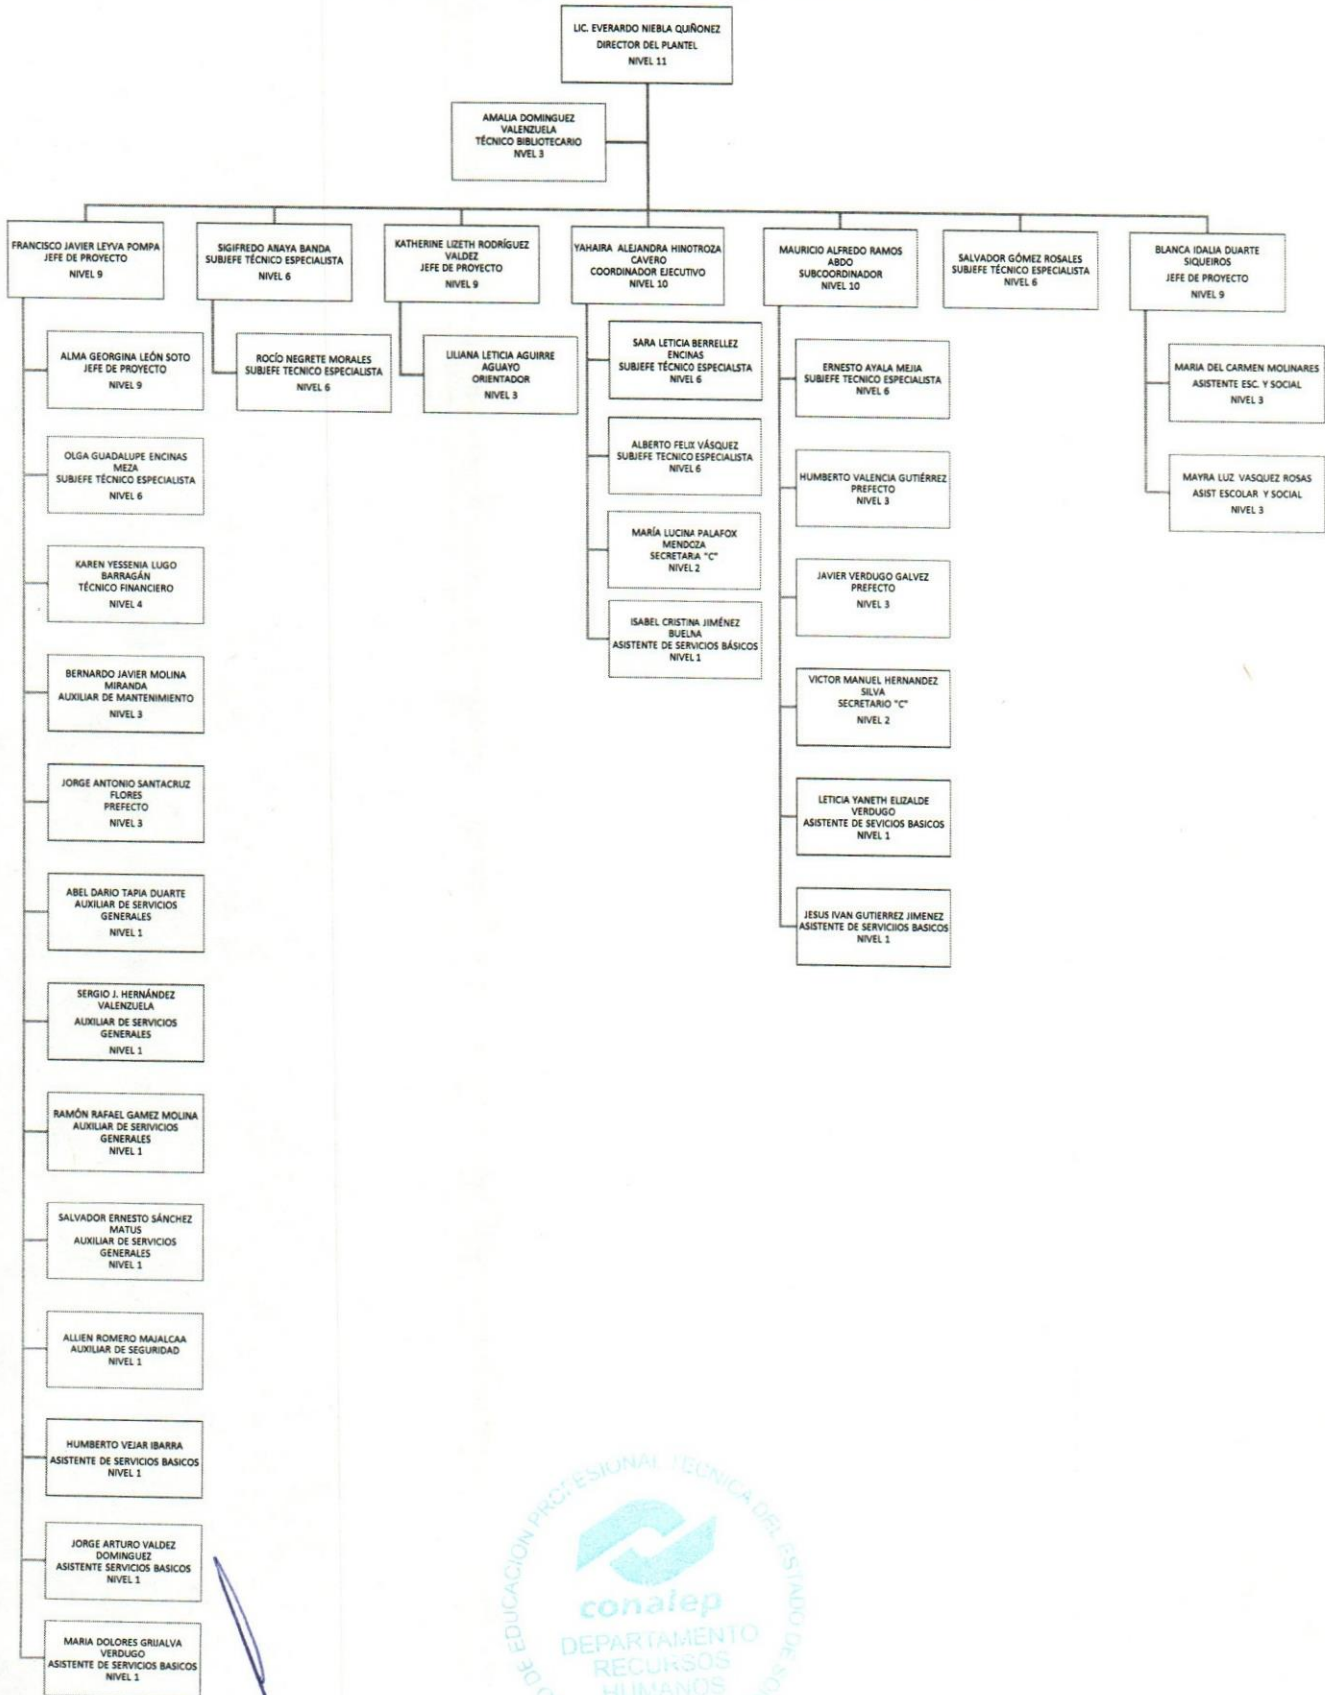 LIC. EVERARDO NIEBLA QUIÑONEZ
DIRECTOR DEL PLANTEL
NIVEL 11
AMALIA DOMINGUEZ
VALENZUELA
TÉCNICO BIBLIOTECARIO
NVEL 3
FRANCISCO JAVIER LEYVA POMPA
JEFE DE PROYECTO
NIVEL 9
ALMA GEORGINA LEÓN SOTO
JEFE DE PROYECTO
NIVEL 9
OLGA GUADALUPE ENCINAS
MEZA
SUBJEFE TÉCNICO ESPECIALISTA
NIVEL 6
KAREN YESSENIA LUGO
BARRAGÁN
TÉCNICO FINANCIERO
NIVEL 4
BERNARDO JAVIER MOLINA
MIRANDA
AUXILIAR DE MANTENIMIENTO
NIVEL 3
JORGE ANTONIO SANTACRUZ
FLORES
PREFECTO
NIVEL 3
ABEL DARIO TAPIA DUARTE
AUXILIAR DE SERVICIOS
GENERALES
NIVEL 1
SERGIO J. HERNÁNDEZ
VALENZUELA
AUXILIAR DE SERVICIOS
GENERALES
NIVEL 1
RAMÓN RAFAEL GAMEZ MOLINA
AUXILIAR DE SERIVICIOS
GENERALES
NIVEL 1
SALVADOR ERNESTO SÁNCHEZ
MATUS
AUXILIAR DE SERVICIOS
GENERALES
NIVEL 1
ALLIEN ROMERO MAJALCAA
AUXILIAR DE SEGURIDAD
NIVEL 1
HUMBERTO VEJAR IBARRA
ASISTENTE DE SERVICIOS BASICOS
NIVEL 1
JORGE ARTURO VALDEZ
DOMINGUEZ
ASISTENTE SERVICIOS BASICOS
NIVEL 1
MARIA DOLORES GRIJALVA
VERDUGO
ASISTENTE DE SERVICIOS BASICOS
NIVEL 1
SIGIFREDO ANAYA BANDA
SUBJEFE TÉCNICO ESPECIALISTA
NIVEL 6
ROCÍO NEGRETE MORALES
SUBJEFE TECNICO ESPECIALISTA
NIVEL 6
KATHERINE LIZETH RODRÍGUEZ
VALDEZ
JEFE DE PROYECTO
NIVEL 9
LILIANA LETICIA AGUIRRE
AGUAYO
ORIENTADOR
NIVEL 3
YAHAIRA ALEJANDRA HINOTROZA
CAVERO
COORDINADOR EJECUTIVO
NIVEL 10
SARA LETICIA BERRELLEZ
ENCINAS
SUBJEFE TÉCNICO ESPECIALSTA
NIVEL 6
ALBERTO FELIX VÁSQUEZ
SUBJEFE TECNICO ESPECIALISTA
NIVEL 6
MARÍA LUCINA PALAFOX
MENDOZA
SECRETARIA "C"
NIVEL 2
ISABEL CRISTINA JIMÉNEZ
BUELNA
ASISTENTE DE SERVICIOS BÁSICOS
NIVEL 1
MAURICIO ALFREDO RAMOS
ABDO
SUBCOORDINADOR
NIVEL 10
ERNESTO AYALA MEJIA
SUBJEFE TECNICO ESPECIALISTA
NIVEL 6
HUMBERTO VALENCIA GUTIÉRREZ
PREFECTO
NIVEL 3
JAVIER VERDUGO GALVEZ
PREFECTO
NIVEL 3
VICTOR MANUEL HERNANDEZ
SILVA
SECRETARIO "C"
NIVEL 2
LETICIA YANETH ELIZALDE
VERDUGO
ASISTENTE DE SEVICIOS BASICOS
NIVEL 1
JESUS IVAN GUTIERREZ JIMENEZ
ASISTENTE DE SERVICIIOS BASICOS
NIVEL 1
SALVADOR GÓMEZ ROSALES
SUBJEFE TÉCNICO ESPECIALISTA
NIVEL 6
BLANCA IDALIA DUARTE
SIQUEIROS
JEFE DE PROYECTO
NIVEL 9
MARIA DEL CARMEN MOLINARES
ASISTENTE ESC. Y SOCIAL
NIVEL 3
MAYRA LUZ VASQUEZ ROSAS
ASIST ESCOLAR Y SOCIAL
NIVEL 3
DE EDUCACIÓN PROFESIONAL TECNICA DEL ESTADO DE
conalep
DEPARTAMENTO
RECURSOS
HUMANOS